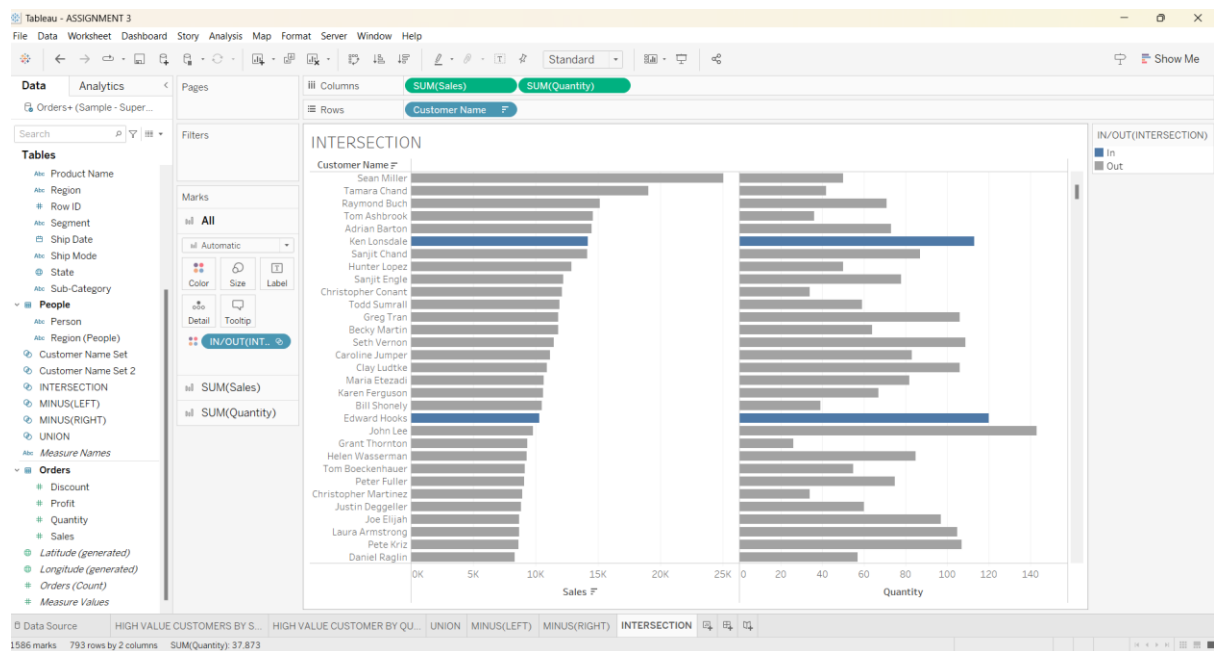 Tableau - ASSIGNMENT 3
File Data Worksheet Dashboard Story Analysis Map Format Server Window Help
Standard
Show Me
Data
Analytics
Orders+ (Sample - Super...
Search
Tables
Abc Product Name
Abc Region
# Row ID
Abc Segment
Ship Date
Abc Ship Mode
State
Abc Sub-Category
People
Abc Person
Abc Region (People)
Customer Name Set
Customer Name Set 2
INTERSECTION
MINUS(LEFT)
MINUS(RIGHT)
UNION
Abc Measure Names
Orders
# Discount
# Profit
# Quantity
# Sales
Latitude (generated)
Longitude (generated)
# Orders (Count)
# Measure Values
Pages
Filters
Marks
All
Automatic
Color Size Label
Detail Tooltip
IN/OUT(INT...
SUM(Sales)
SUM(Quantity)
Columns SUM(Sales) SUM(Quantity)
Rows Customer Name
INTERSECTION
Customer Name
Sean Miller
Tamara Chand
Raymond Buch
Tom Ashbrook
Adrian Barton
Ken Lonsdale
Sanjit Chand
Hunter Lopez
Sanjit Engle
Christopher Conant
Todd Sumrall
Greg Tran
Becky Martin
Seth Vernon
Caroline Jumper
Clay Ludtke
Maria Etezadi
Karen Ferguson
Bill Shonely
Edward Hooks
John Lee
Grant Thornton
Helen Wasserman
Tom Boeckenhauer
Peter Fuller
Christopher Martinez
Justin Deggeller
Joe Elijah
Laura Armstrong
Pete Kriz
Daniel Raglin
0K 5K 10K 15K 20K 25K 0 20 40 60 80 100 120 140
Sales Quantity
IN/OUT(INTERSECTION)
In
Out
Data Source HIGH VALUE CUSTOMERS BY S... HIGH VALUE CUSTOMER BY QU... UNION MINUS(LEFT) MINUS(RIGHT) INTERSECTION
1586 marks 793 rows by 2 columns SUM(Quantity): 37,873